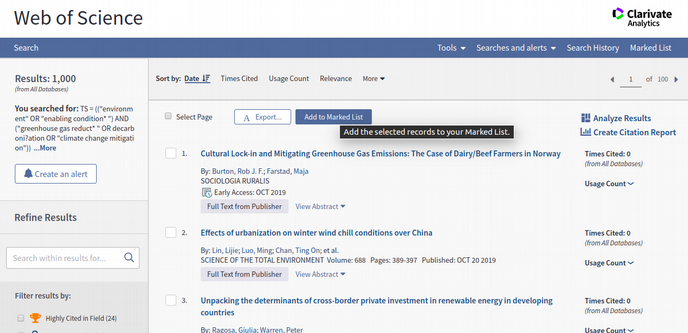 Web of Science
Clarivate
Analytics
Search
Tools
Searches and alerts
Search History
Marked List
Results: 1,000
(from All Databases)
You searched for: TS = (("environm
ent" OR "enabling condition* ") AND
("greenhouse gas reduct* " OR decarb
oni?ation OR "climate change mitigati
on")) ...More
Create an alert
Refine Results
Search within results for...
Filter results by:
Highly Cited in Field (24)
Sort by: Date Times Cited Usage Count Relevance More
1 of 100
Select Page
Export...
Add to Marked List
Add the selected records to your Marked List.
Analyze Results
Create Citation Report
1. Cultural Lock-in and Mitigating Greenhouse Gas Emissions: The Case of Dairy/Beef Farmers in Norway
By: Burton, Rob J. F.; Farstad, Maja
SOCIOLOGIA RURALIS
Early Access: OCT 2019
Full Text from Publisher View Abstract
Times Cited: 0
(from All Databases)
Usage Count
2. Effects of urbanization on winter wind chill conditions over China
By: Lin, Lijie; Luo, Ming; Chan, Ting On; et al.
SCIENCE OF THE TOTAL ENVIRONMENT Volume: 688 Pages: 389-397 Published: OCT 20 2019
Full Text from Publisher View Abstract
Times Cited: 0
(from All Databases)
Usage Count
3. Unpacking the determinants of cross-border private investment in renewable energy in developing
countries
By: Ragosa, Giulia; Warren, Peter
Times Cited: 0
(from All Databases)